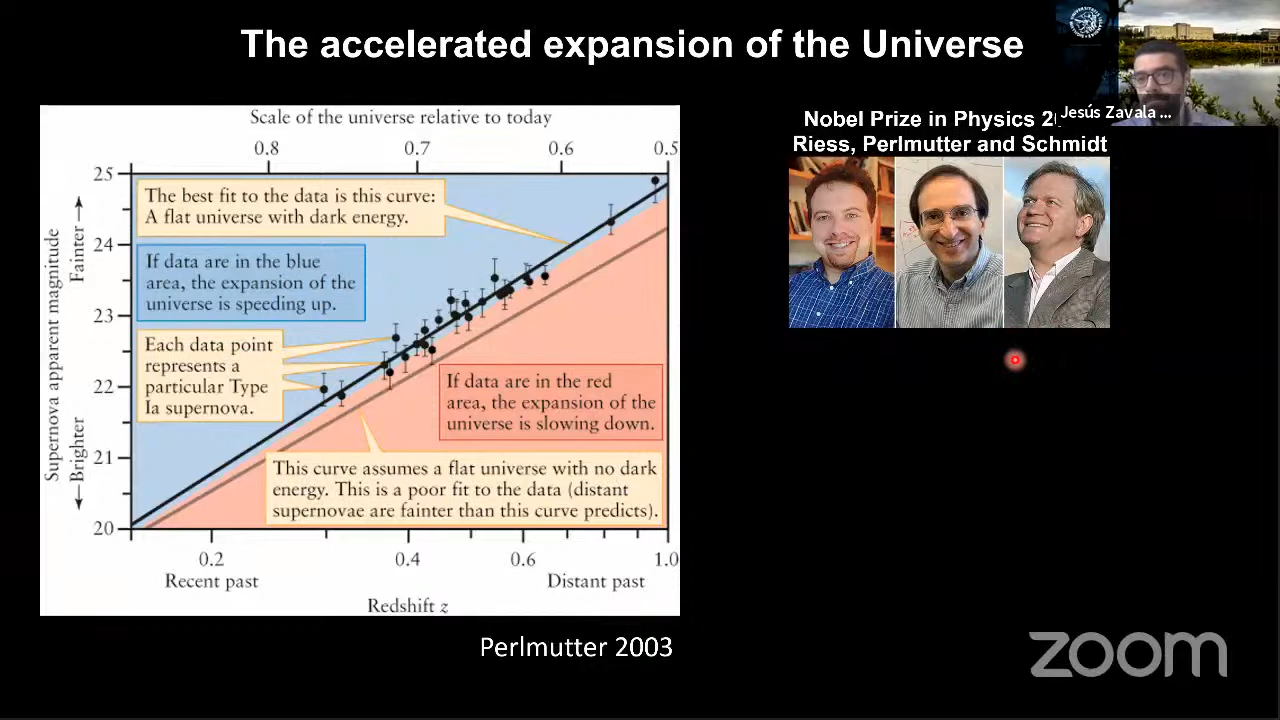 The accelerated expansion of the Universe
Jesús Zavala ...
Nobel Prize in Physics
Riess, Perlmutter and Schmidt
Scale of the universe relative to today
0.8
0.7
0.6
0.5
25
24
23
22
21
20
Supernova apparent magnitude
Fainter →
← Brighter
The best fit to the data is this curve:
A flat universe with dark energy.
If data are in the blue
area, the expansion of the
universe is speeding up.
Each data point
represents a
particular Type
Ia supernova.
If data are in the red
area, the expansion of the
universe is slowing down.
This curve assumes a flat universe with no dark
energy. This is a poor fit to the data (distant
supernovae are fainter than this curve predicts).
0.2
0.4
0.6
1.0
Recent past
Distant past
Redshift z
Perlmutter 2003
zoom